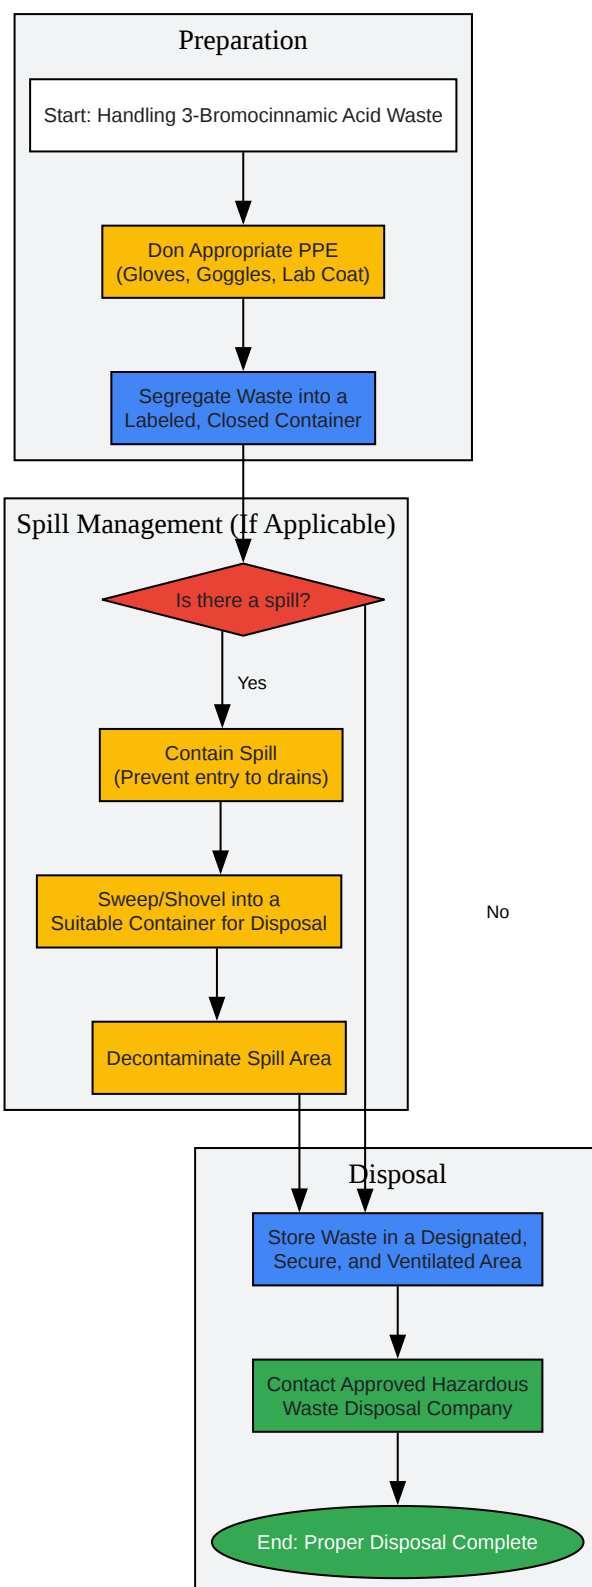 Preparation
Start: Handling 3-Bromocinnamic Acid Waste
Don Appropriate PPE
(Gloves, Goggles, Lab Coat)
Segregate Waste into a
Labeled, Closed Container
Spill Management (If Applicable)
Is there a spill?
Yes
Contain Spill
(Prevent entry to drains)
Sweep/Shovel into a
Suitable Container for Disposal
No
Decontaminate Spill Area
Disposal
Store Waste in a Designated,
Secure, and Ventilated Area
Contact Approved Hazardous
Waste Disposal Company
End: Proper Disposal Complete